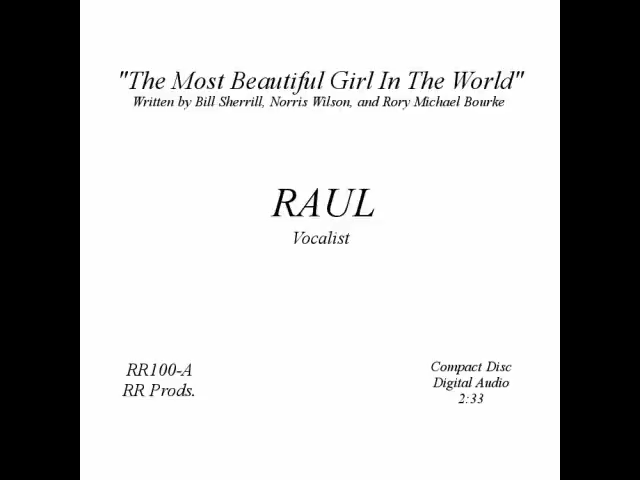 "The Most Beautiful Girl In The World"
Written by Bill Sherrill, Norris Wilson, and Rory Michael Bourke
RAUL
Vocalist
RR100-A
RR Prods.
Compact Disc
Digital Audio
2:33